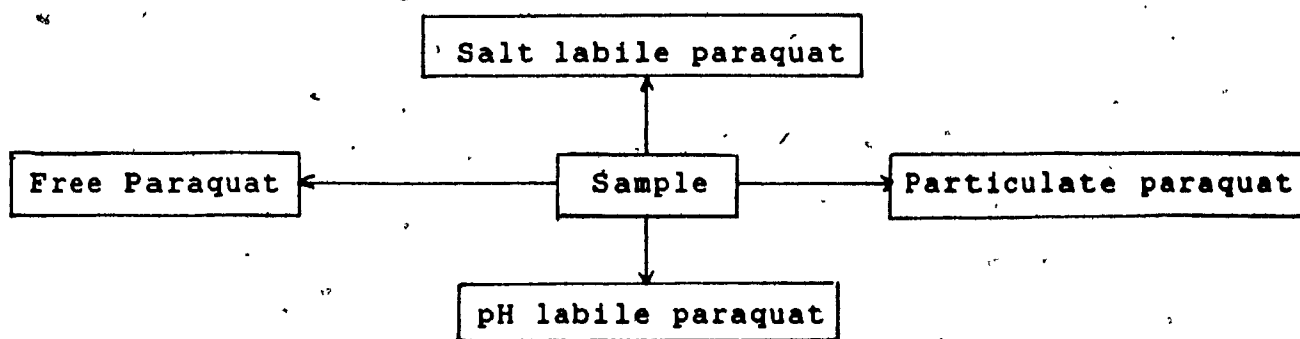 Salt labile paraquat
Free Paraquat
Sample
Particulate paraquat
pH labile paraquat